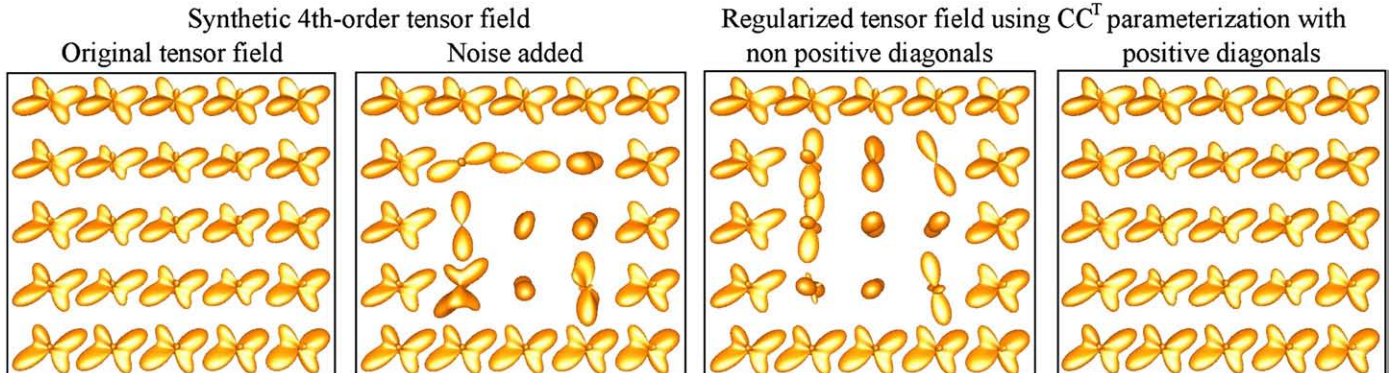 Synthetic 4th-order tensor field
Original tensor field
Noise added
Regularized tensor field using CC^T parameterization with
non positive diagonals
positive diagonals